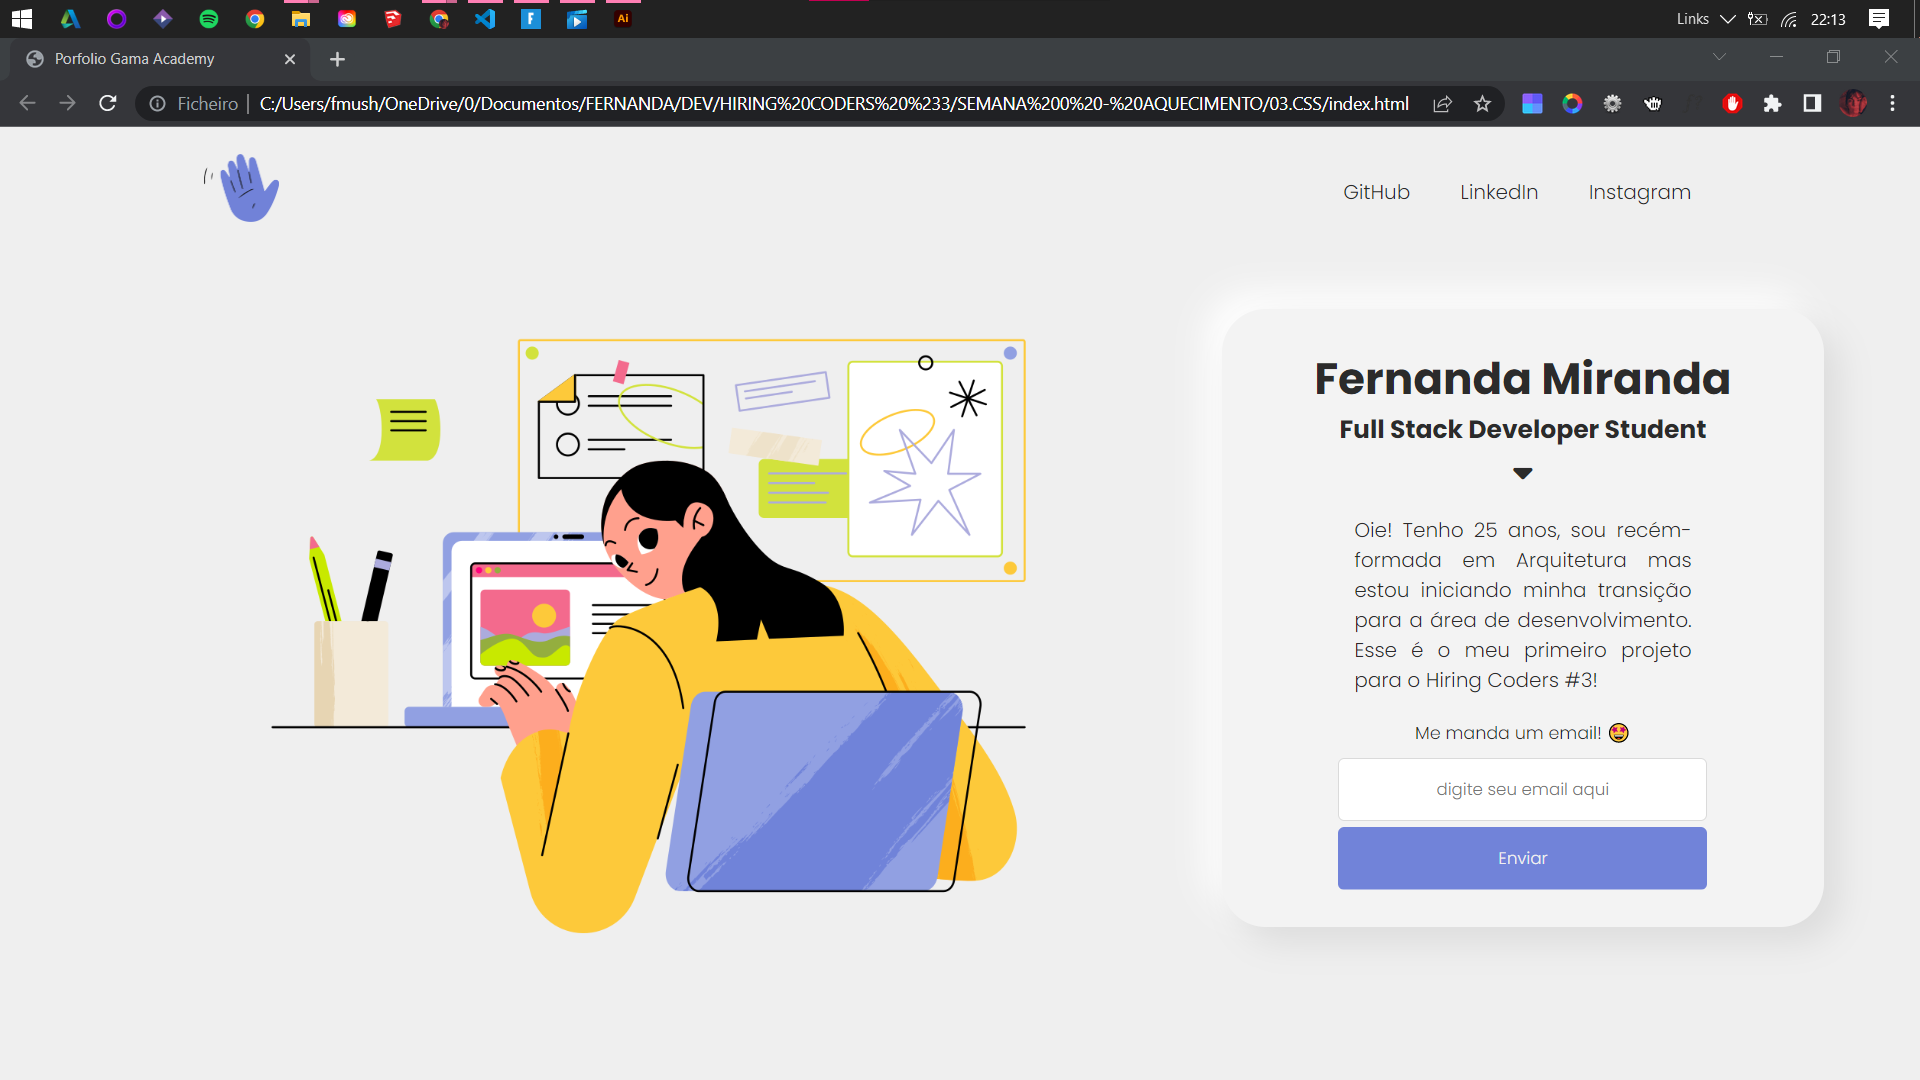 Links 22:13
Porfolio Gama Academy
Ficheiro C:/Users/fmush/OneDrive/0/Documentos/FERNANDA/DEV/HIRING%20CODERS%20%233/SEMANA%200%20-%20AQUECIMENTO/03.CSS/index.html
GitHub LinkedIn Instagram
Fernanda Miranda
Full Stack Developer Student
Oie! Tenho 25 anos, sou recém-
formada em Arquitetura mas
estou iniciando minha transição
para a área de desenvolvimento.
Esse é o meu primeiro projeto
para o Hiring Coders #3!
Me manda um email! 🤩
digite seu email aqui
Enviar